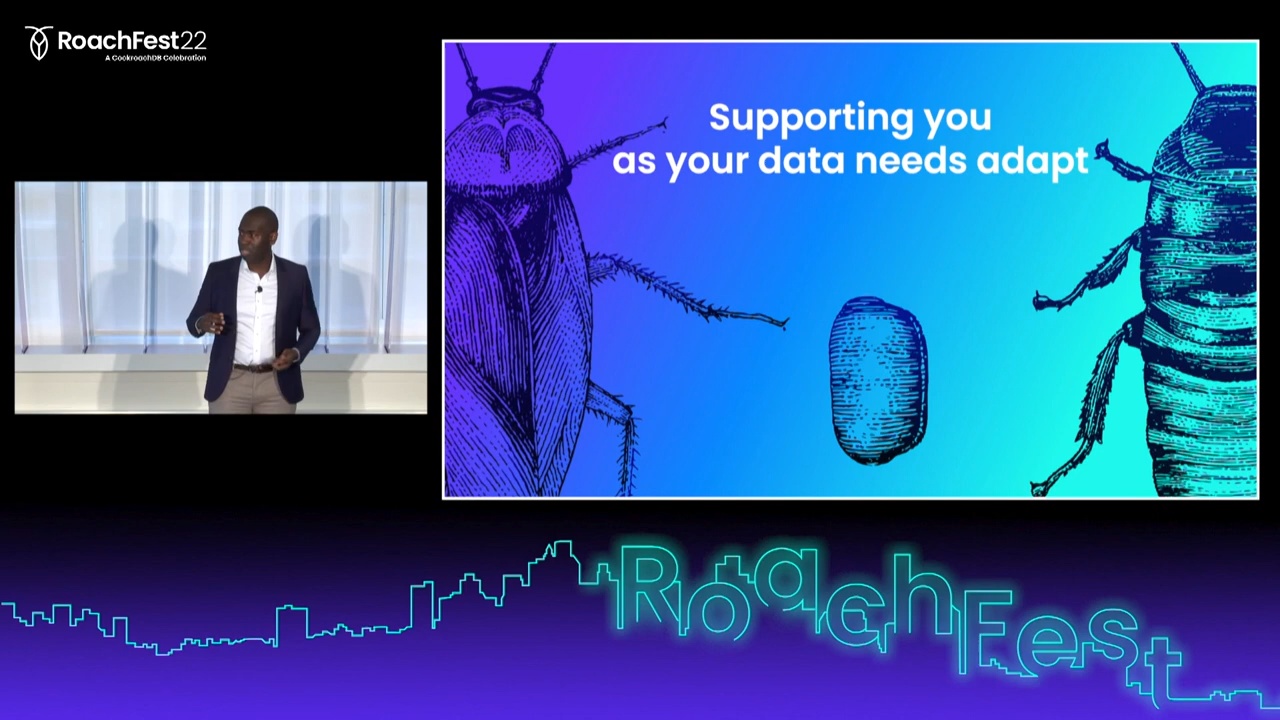 RoachFest22
A CockroachDB Celebration
Supporting you
as your data needs adapt
RoachFest